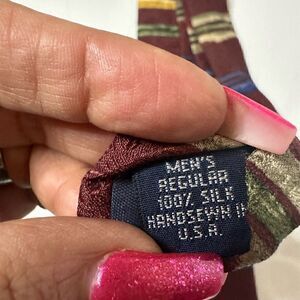 MEN'S
REGULAR
100% SILK
HANDSEWN IN
U.S.A.